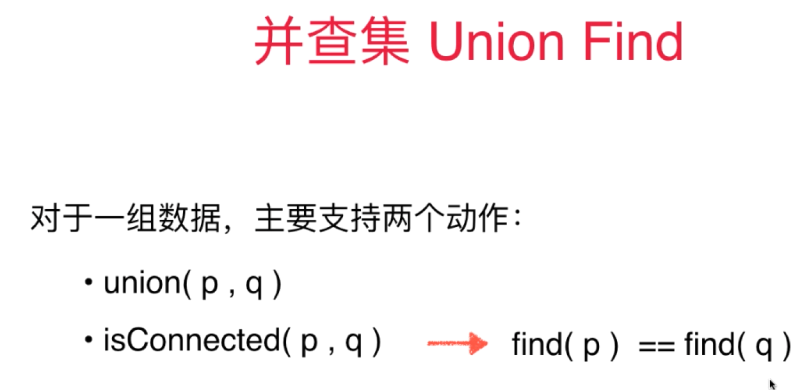 并查集 Union Find
对于一组数据，主要支持两个动作：
• union( p , q )
• isConnected( p , q ) → find( p ) == find( q )